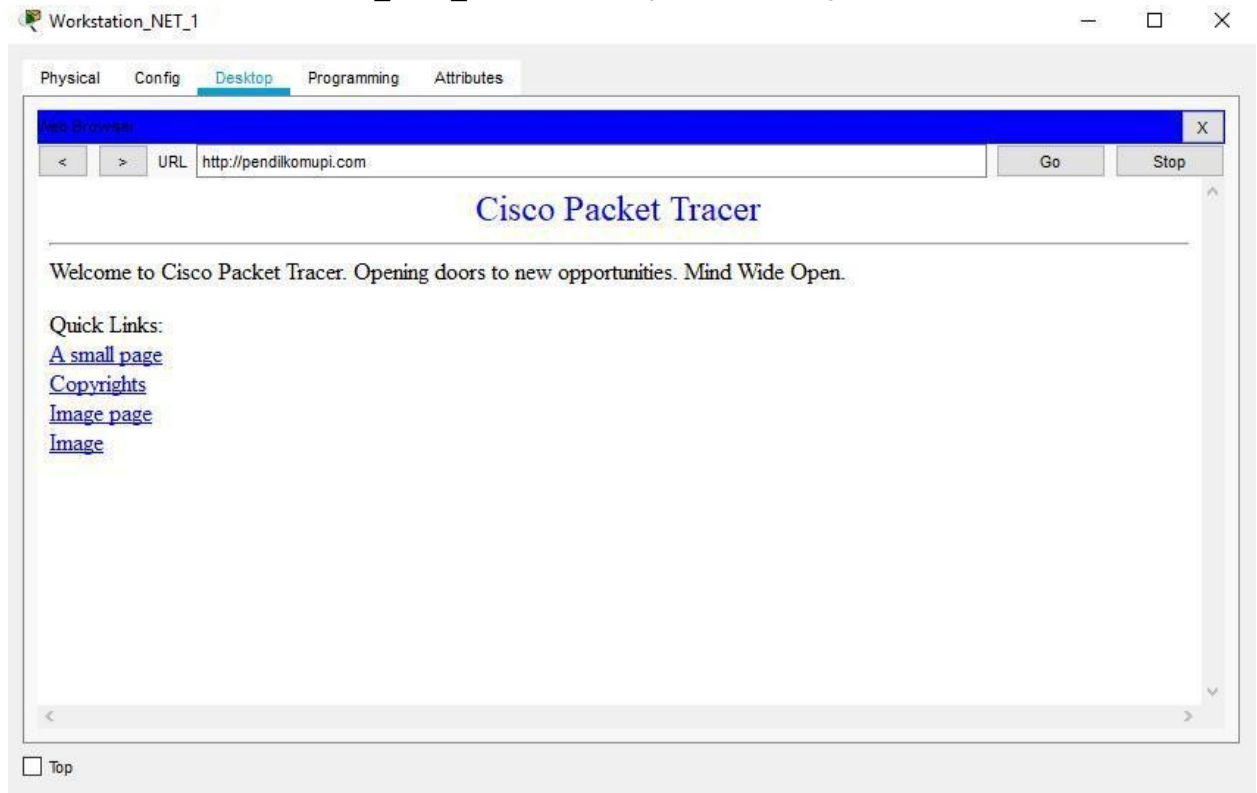 Workstation_NET_1
Physical Config Desktop Programming Attributes
Web Browser
X
< > URL http://pendilkomupi.com Go Stop
Cisco Packet Tracer
Welcome to Cisco Packet Tracer. Opening doors to new opportunities. Mind Wide Open.
Quick Links:
A small page
Copyrights
Image page
Image
Top